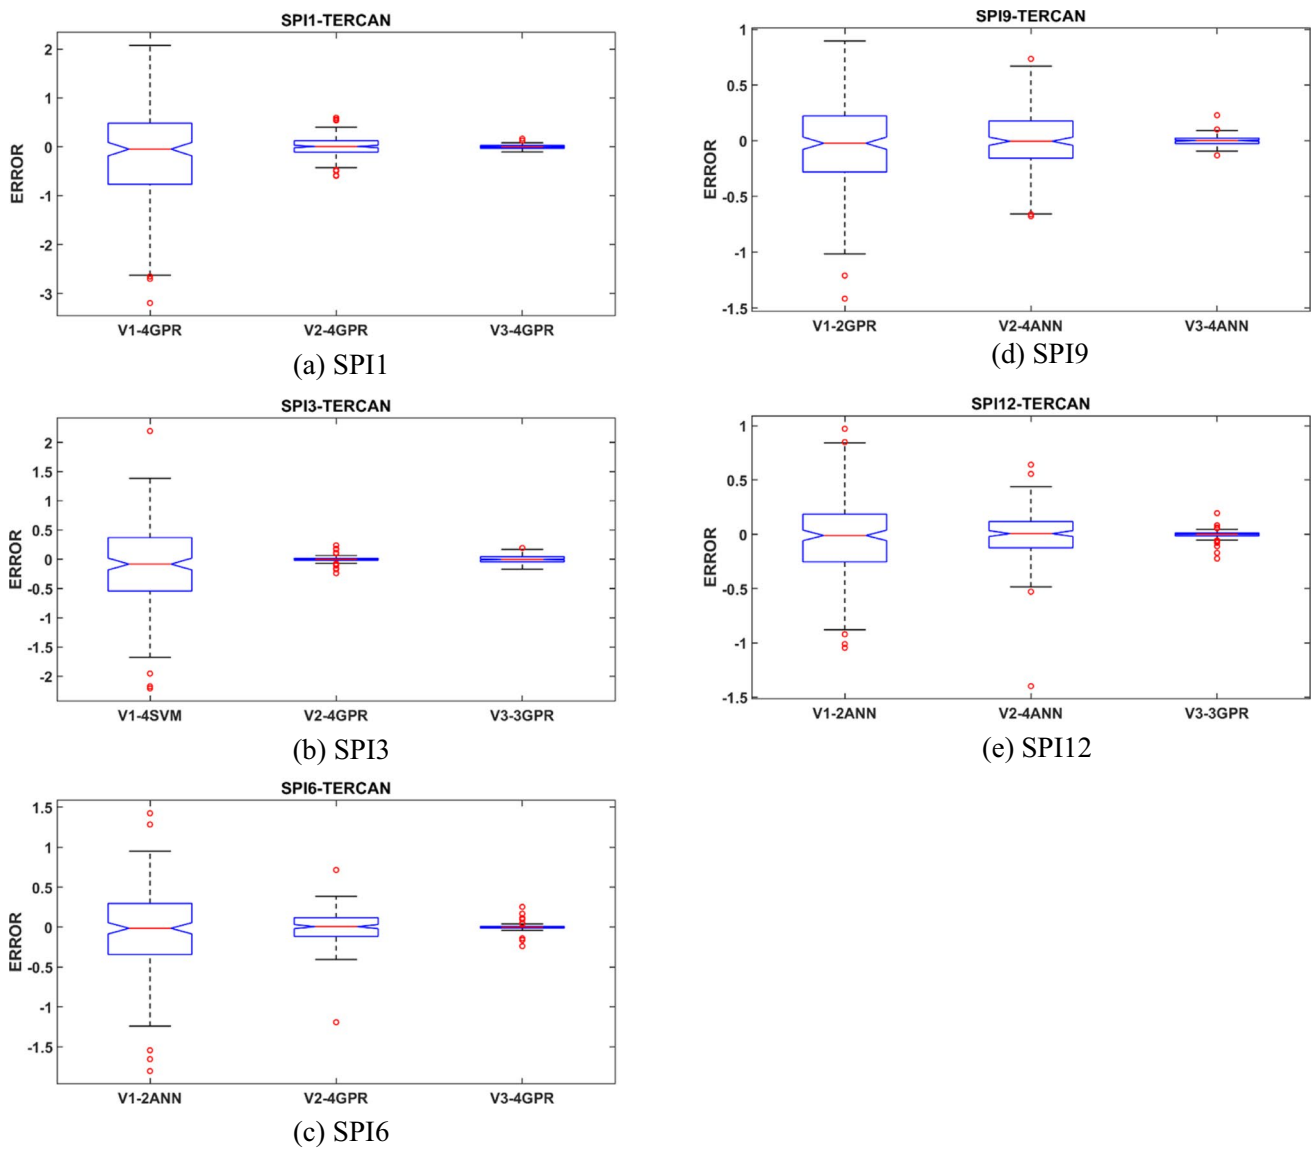 SPI1-TERCAN
2
1
0
-1
-2
-3
ERROR
V1-4GPR V2-4GPR V3-4GPR
(a) SPI1
SPI3-TERCAN
2
1.5
1
0.5
0
-0.5
-1
-1.5
-2
ERROR
V1-4SVM V2-4GPR V3-3GPR
(b) SPI3
SPI6-TERCAN
1.5
1
0.5
0
-0.5
-1
-1.5
ERROR
V1-2ANN V2-4GPR V3-4GPR
(c) SPI6
SPI9-TERCAN
1
0.5
0
-0.5
-1
-1.5
ERROR
V1-2GPR V2-4ANN V3-4ANN
(d) SPI9
SPI12-TERCAN
1
0.5
0
-0.5
-1
-1.5
ERROR
V1-2ANN V2-4ANN V3-3GPR
(e) SPI12